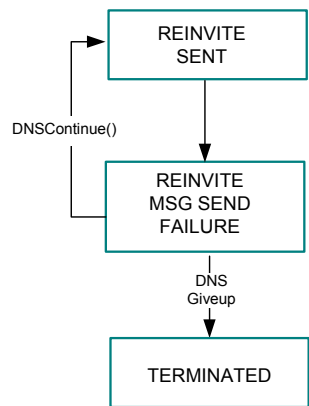 REINVITE
SENT
DNSContinue()
REINVITE
MSG SEND
FAILURE
DNS
Giveup
TERMINATED